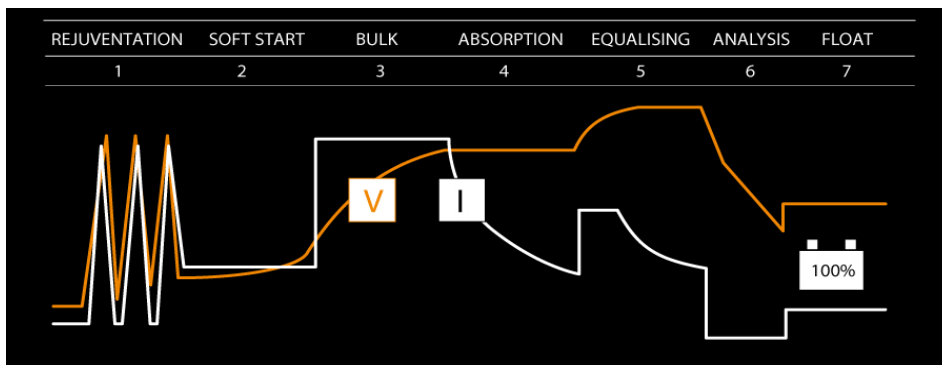 REJUVENTATION SOFT START BULK ABSORPTION EQUALISING ANALYSIS FLOAT
1 2 3 4 5 6 7
V I
100%